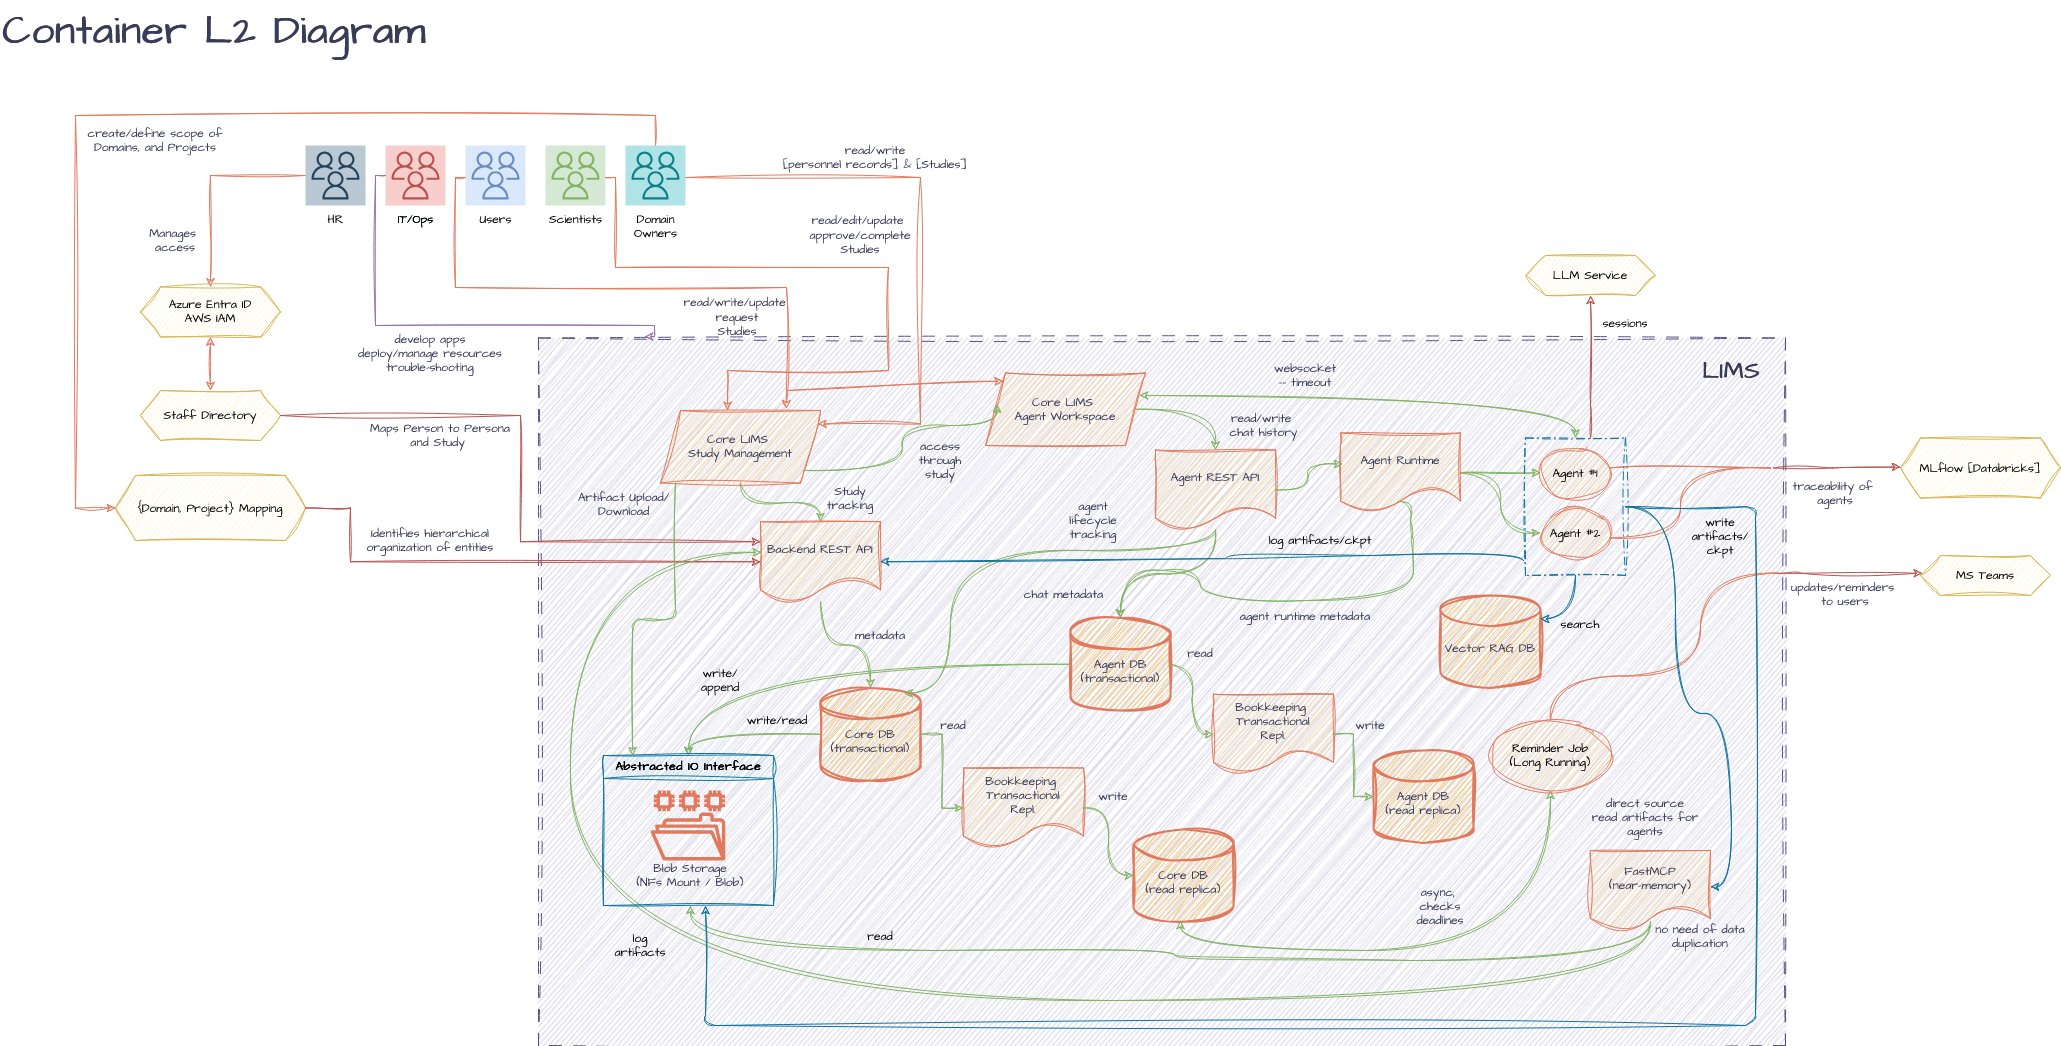 Container L2 Diagram
create/define scope of
Domains, and Projects
HR
IT/Ops
Users
Scientists
Domain
Owners
read/write
[personnel records] & [Studies]
Manages
access
read/edit/update
approve/complete
Studies
Azure Entra ID
AWS IAM
LLM Service
read/write/update
request
Studies
sessions
develop apps
deploy/manage resources
trouble-shooting
LIMS
websocket
-- timeout
Staff Directory
Maps Person to Persona
and Study
Core LIMS
Study Management
Core LIMS
Agent Workspace
access
through
study
read/write
chat history
Agent REST API
Agent Runtime
Agent #1
Agent #2
MLflow [Databricks]
traceability of
agents
{Domain, Project} Mapping
Identifies hierarchical
organization of entities
Artifact Upload/
Download
Study
tracking
Backend REST API
agent
lifecycle
tracking
log artifacts/ckpt
write
artifacts/
ckpt
MS Teams
updates/reminders
to users
chat metadata
agent runtime metadata
search
Vector RAG DB
metadata
write/
append
Agent DB
(transactional)
read
write/read
Core DB
(transactional)
read
Bookkeeping
Transactional
Repl.
write
Reminder Job
(Long Running)
Abstracted IO Interface
Blob Storage
(NFs Mount / Blob)
Bookkeeping
Transactional
Repl.
write
Agent DB
(read replica)
direct source
read artifacts for
agents
Core DB
(read replica)
FastMCP
(near-memory)
async;
checks
deadlines
no need of data
duplication
log
artifacts
read